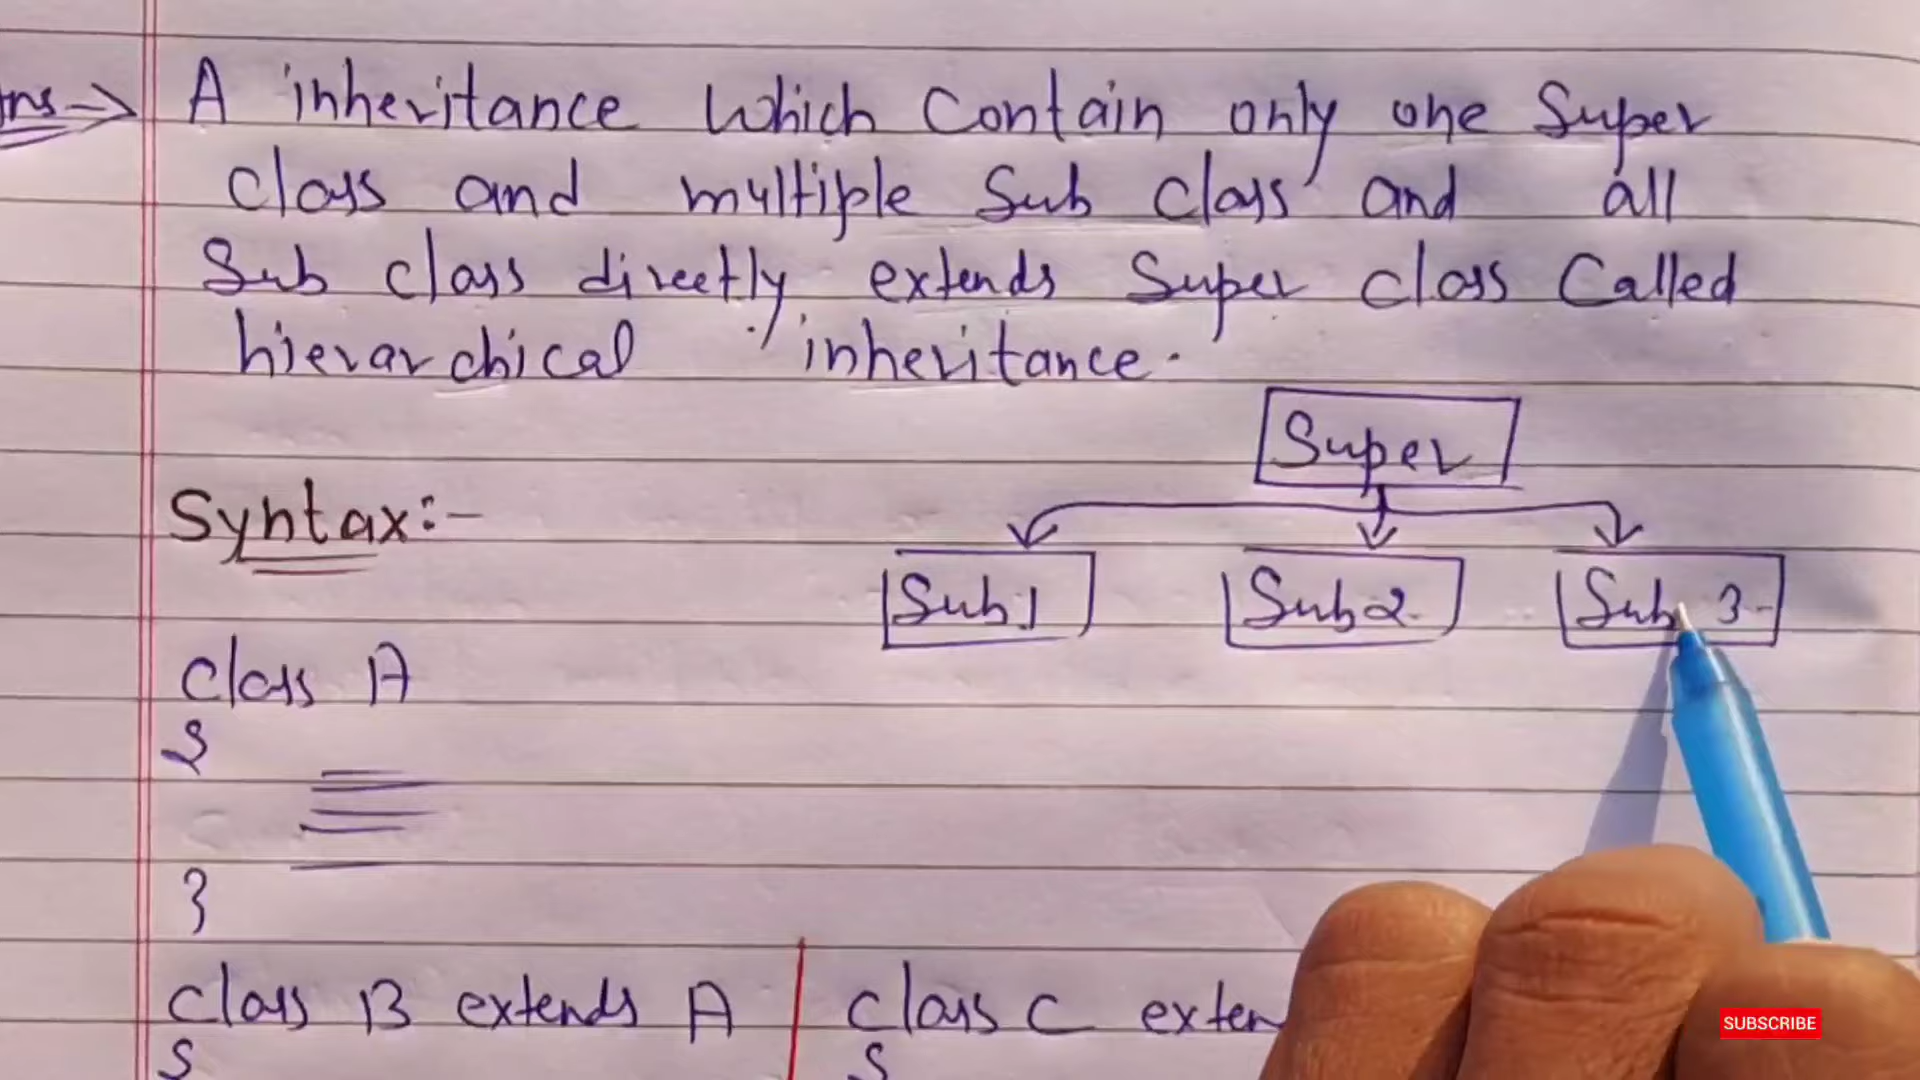 Ans →
A inheritance which contain only one Super
class and multiple Sub class and all
Sub class directly extends Super class Called
hierarchical inheritance.
Super
Sub1 Sub2 Sub 3
Syntax:-
class A
{
}
class B extends A
{
class C exten
{
SUBSCRIBE